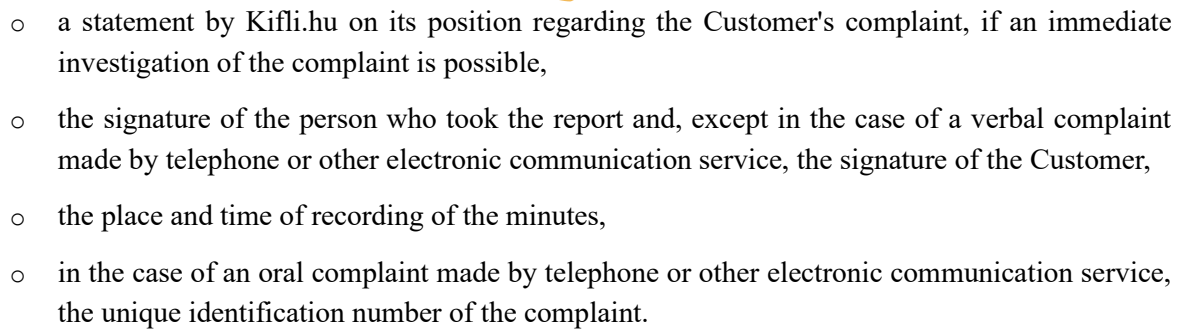 o a statement by Kifli.hu on its position regarding the Customer's complaint, if an immediate
investigation of the complaint is possible,
o the signature of the person who took the report and, except in the case of a verbal complaint
made by telephone or other electronic communication service, the signature of the Customer,
o the place and time of recording of the minutes,
o in the case of an oral complaint made by telephone or other electronic communication service,
the unique identification number of the complaint.